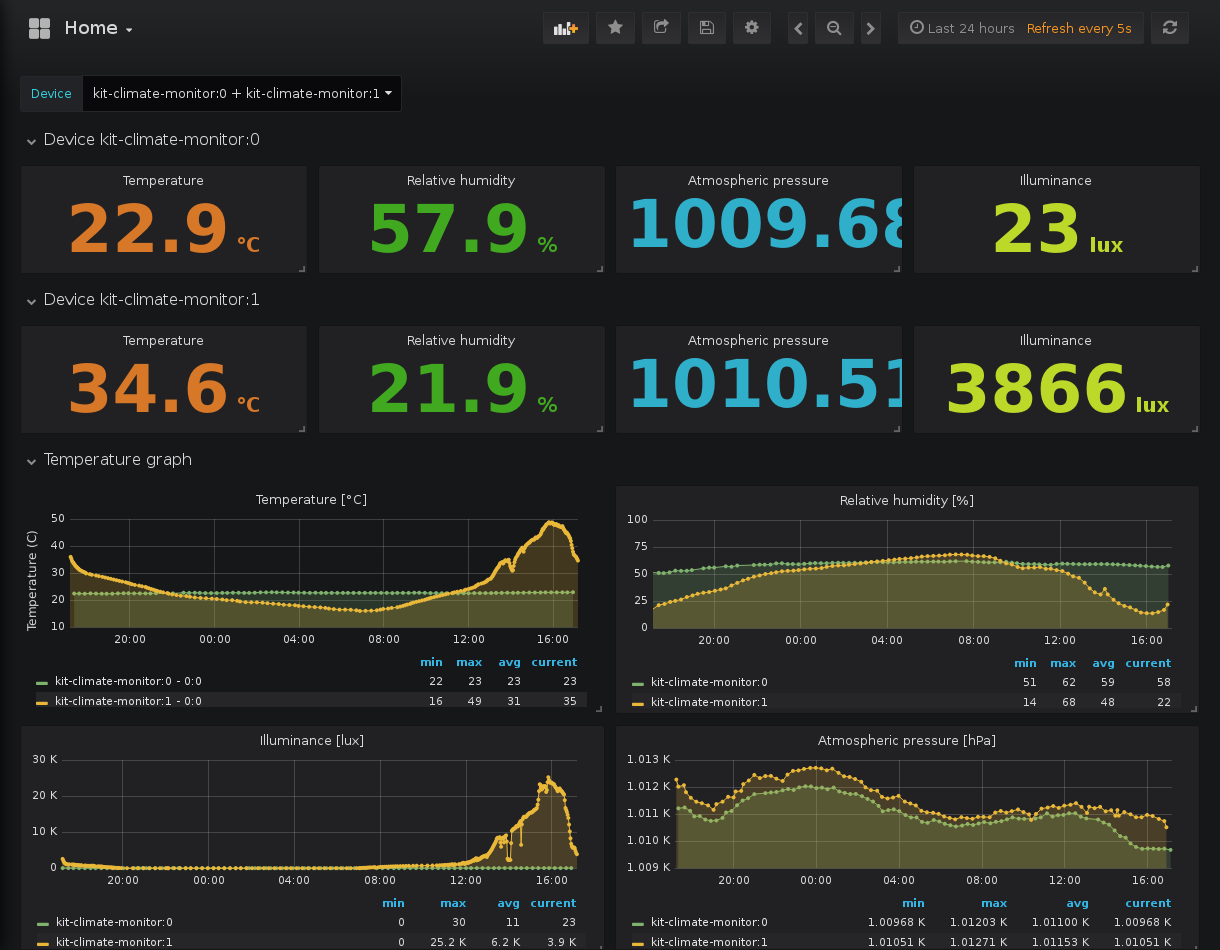 Home
Last 24 hours Refresh every 5s
Device kit-climate-monitor:0 + kit-climate-monitor:1
Device kit-climate-monitor:0
Temperature
22.9 °C
Relative humidity
57.9 %
Atmospheric pressure
1009.68
Illuminance
23 lux
Device kit-climate-monitor:1
Temperature
34.6 °C
Relative humidity
21.9 %
Atmospheric pressure
1010.51
Illuminance
3866 lux
Temperature graph
Temperature [°C]
Temperature (C)
50
40
30
20
10
20:00 00:00 04:00 08:00 12:00 16:00
min max avg current
kit-climate-monitor:0 - 0:0 22 23 23 23
kit-climate-monitor:1 - 0:0 16 49 31 35
Relative humidity [%]
100
75
50
25
0
20:00 00:00 04:00 08:00 12:00 16:00
min max avg current
kit-climate-monitor:0 51 62 59 58
kit-climate-monitor:1 14 68 48 22
Illuminance [lux]
30 K
20 K
10 K
0
20:00 00:00 04:00 08:00 12:00 16:00
min max avg current
kit-climate-monitor:0 0 30 11 23
kit-climate-monitor:1 0 25.2 K 6.2 K 3.9 K
Atmospheric pressure [hPa]
1.013 K
1.012 K
1.011 K
1.010 K
1.009 K
20:00 00:00 04:00 08:00 12:00 16:00
min max avg current
kit-climate-monitor:0 1.00968 K 1.01203 K 1.01100 K 1.00968 K
kit-climate-monitor:1 1.01051 K 1.01271 K 1.01153 K 1.01051 K